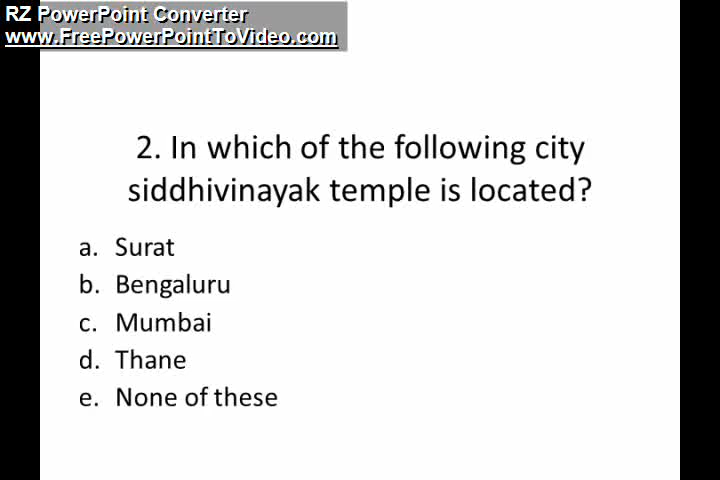 RZ PowerPoint Converter
www.FreePowerPointToVideo.com
2. In which of the following city
siddhivinayak temple is located?
a. Surat
b. Bengaluru
c. Mumbai
d. Thane
e. None of these